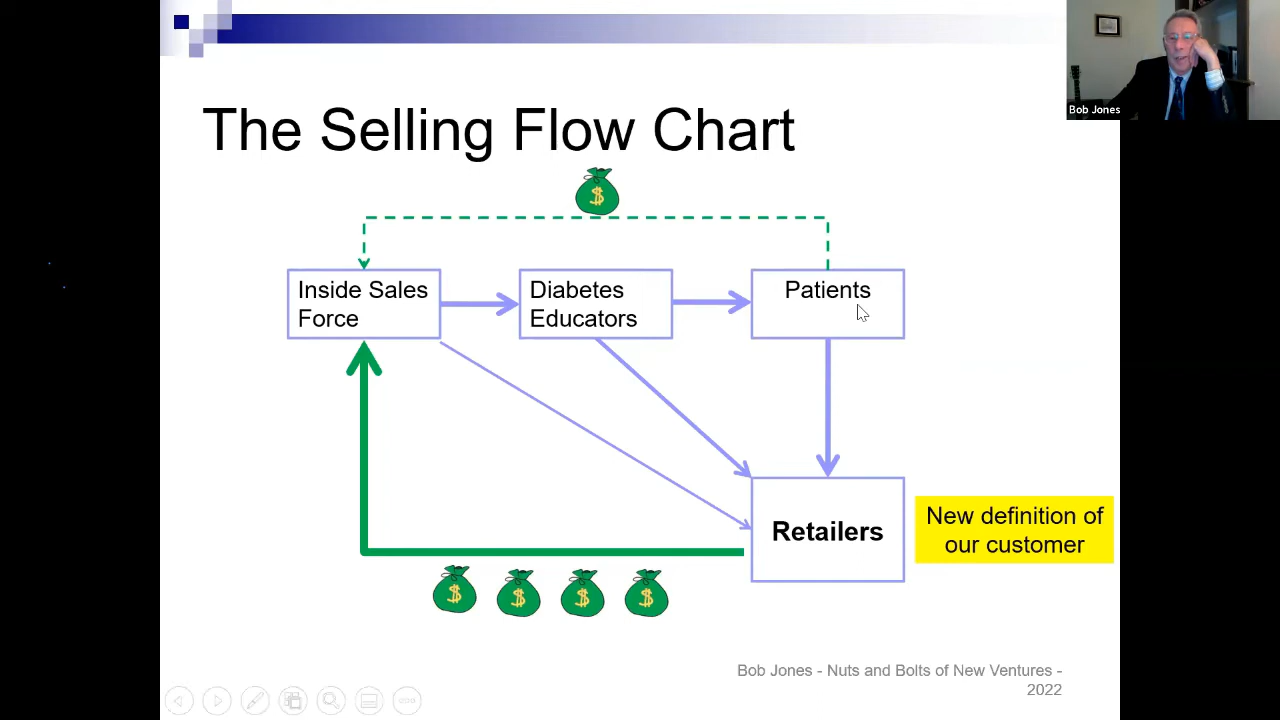 Bob Jones
The Selling Flow Chart
$
Inside Sales
Force
Diabetes
Educators
Patients
Retailers
New definition of
our customer
$ $ $ $
Bob Jones - Nuts and Bolts of New Ventures -
2022